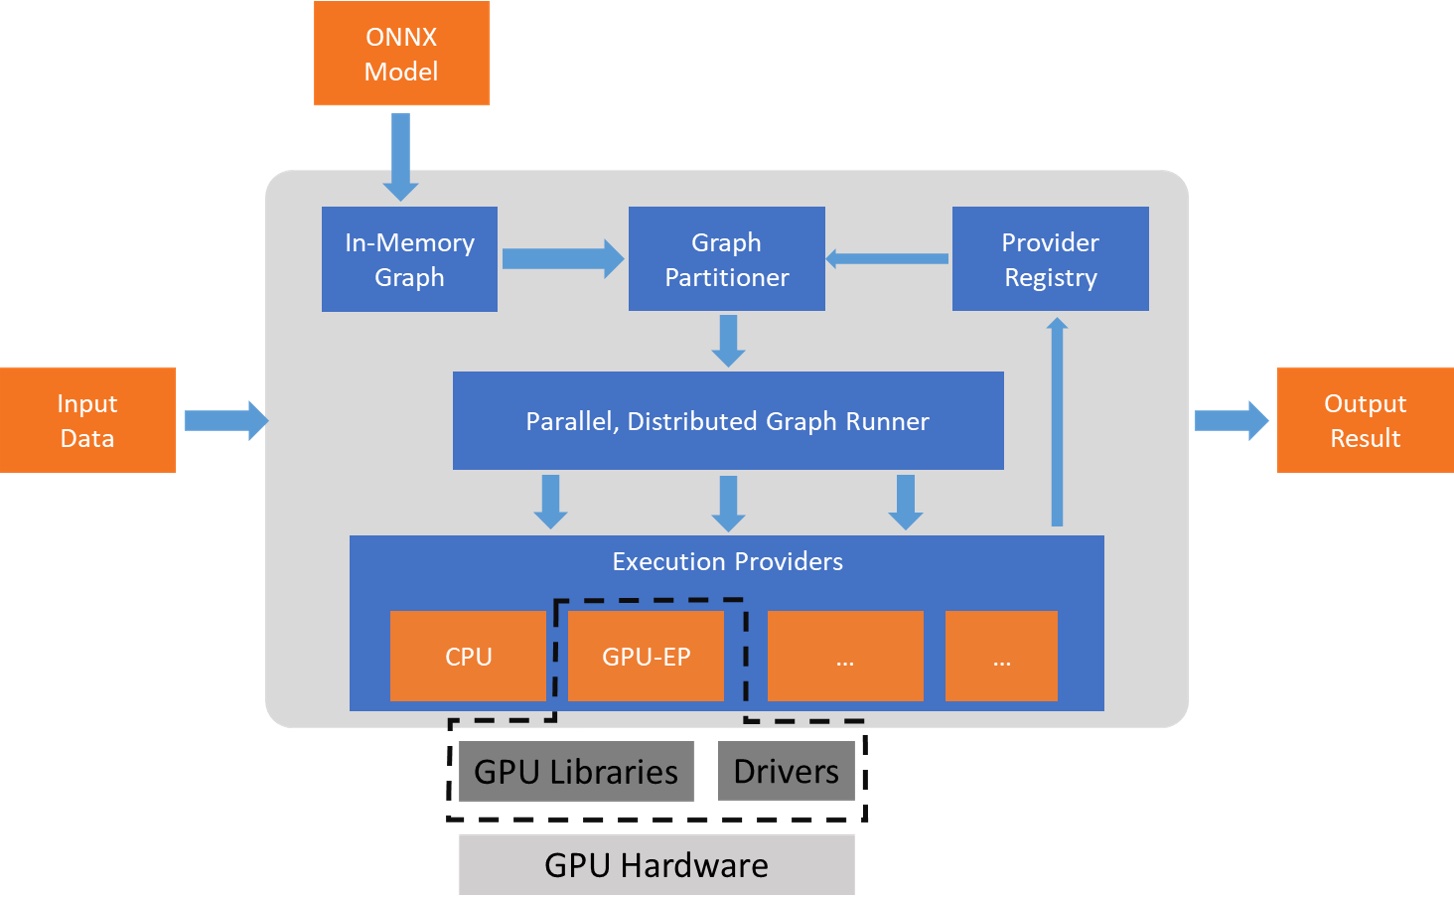 ONNX
Model
In-Memory
Graph
Graph
Partitioner
Provider
Registry
Input
Data
Parallel, Distributed Graph Runner
Output
Result
Execution Providers
CPU
GPU-EP
...
...
GPU Libraries
Drivers
GPU Hardware